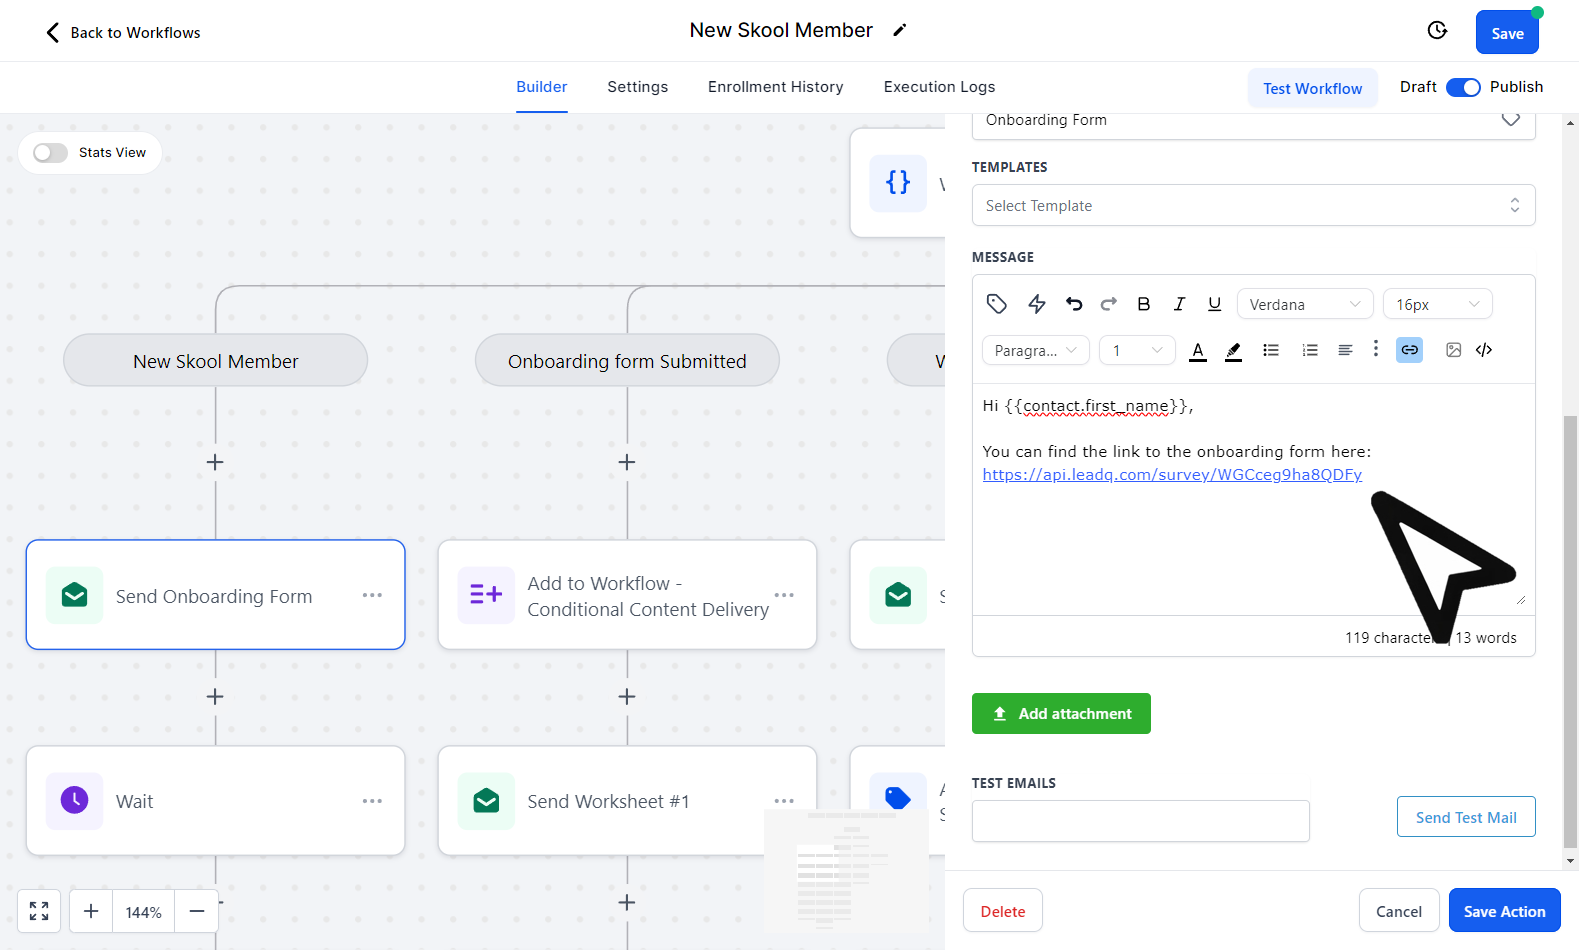 Back to Workflows
New Skool Member
Save
Builder
Settings
Enrollment History
Execution Logs
Test Workflow
Draft
Publish
Stats View
New Skool Member
Onboarding form Submitted
Send Onboarding Form
Add to Workflow -
Conditional Content Delivery
Wait
Send Worksheet #1
144%
Onboarding Form
TEMPLATES
Select Template
MESSAGE
Verdana
16px
Paragra...
1
Hi {{contact.first_name}},
You can find the link to the onboarding form here:
https://api.leadq.com/survey/WGCceg9ha8QDFy
119 13 words
Add attachment
TEST EMAILS
Send Test Mail
Delete
Cancel
Save Action